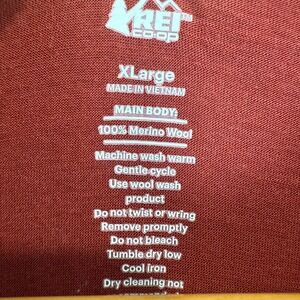 REI™
CO·OP
XLarge
MADE IN VIETNAM
MAIN BODY:
100% Merino Wool
Machine wash warm
Gentle cycle
Use wool wash
product
Do not twist or wring
Remove promptly
Do not bleach
Tumble dry low
Cool iron
Dry cleaning not